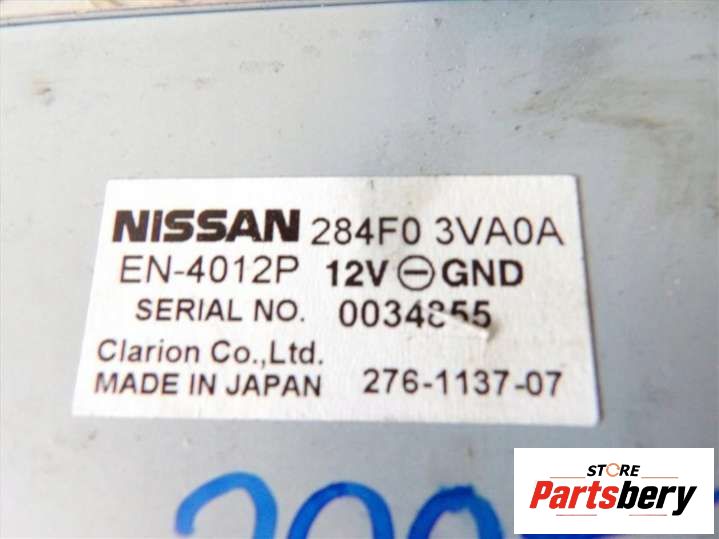 NISSAN 284F0 3VA0A
EN-4012P 12V⊖GND
SERIAL NO. 0034855
Clarion Co.,Ltd.
MADE IN JAPAN 276-1137-07
STORE
Partsbery